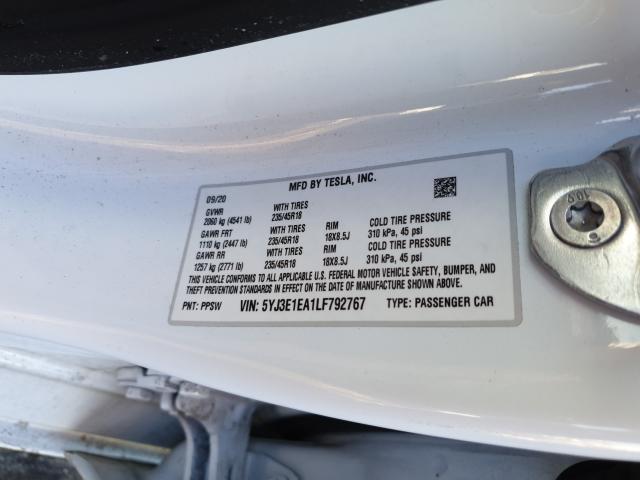 MFD BY TESLA, INC.
09/20
GVWR WITH TIRES
2060 kg (4541 lb) 235/45R18
GAWR FRT WITH TIRES RIM COLD TIRE PRESSURE
1110 kg (2447 lb) 235/45R18 18X8.5J 310 kPa, 45 psi
GAWR RR WITH TIRES RIM COLD TIRE PRESSURE
1257 kg (2771 lb) 235/45R18 18X8.5J 310 kPa, 45 psi
THIS VEHICLE CONFORMS TO ALL APPLICABLE U.S. FEDERAL MOTOR VEHICLE SAFETY, BUMPER, AND
THEFT PREVENTION STANDARDS IN EFFECT ON THE DATE OF MANUFACTURE SHOWN ABOVE.
PNT: PPSW VIN: 5YJ3E1EA1LF792767 TYPE: PASSENGER CAR